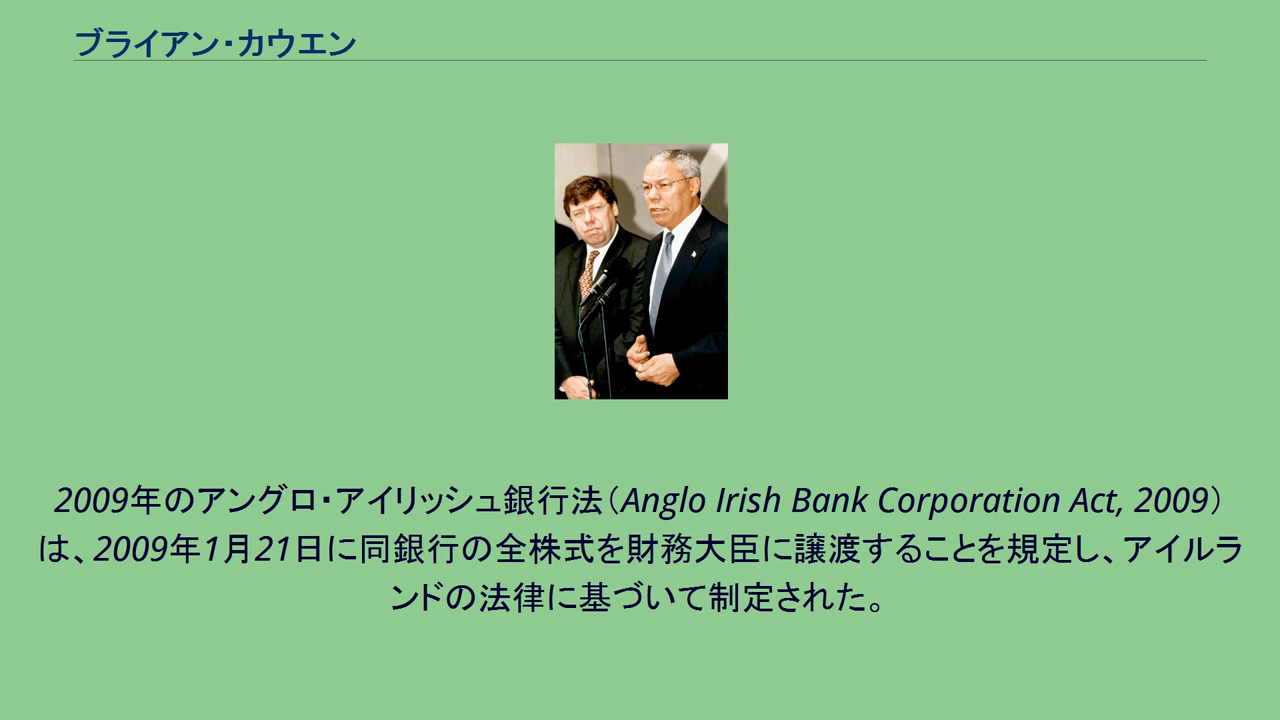 ブライアン・カウエン
2009年のアングロ・アイリッシュ銀行法（Anglo Irish Bank Corporation Act, 2009）
は、2009年1月21日に同銀行の全株式を財務大臣に譲渡することを規定し、アイルラ
ンドの法律に基づいて制定された。